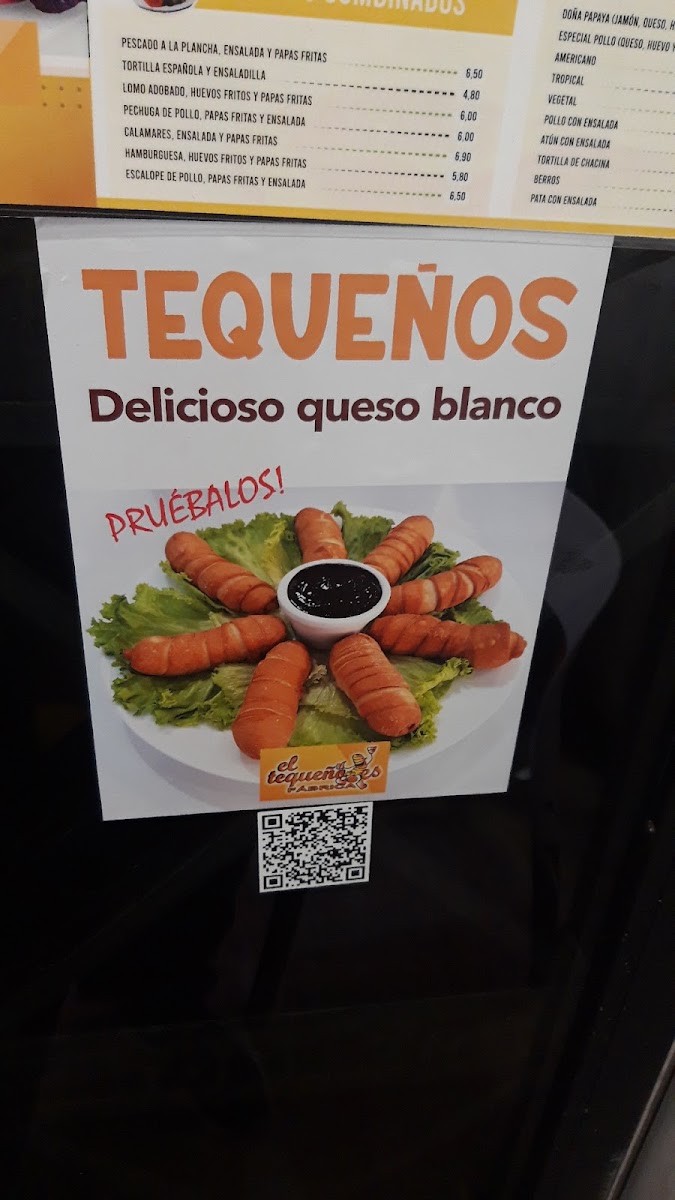 COMBINADOS
PESCADO A LA PLANCHA, ENSALADA Y PAPAS FRITAS 6,50
TORTILLA ESPAÑOLA Y ENSALADILLA 4,80
LOMO ADOBADO, HUEVOS FRITOS Y PAPAS FRITAS 6,00
PECHUGA DE POLLO, PAPAS FRITAS Y ENSALADA 6,00
CALAMARES, ENSALADA Y PAPAS FRITAS 6,90
HAMBURGUESA, HUEVOS FRITOS Y PAPAS FRITAS 5,80
ESCALOPE DE POLLO, PAPAS FRITAS Y ENSALADA 6,50
DOÑA PAPAYA (JAMÓN, QUESO,
ESPECIAL POLLO (QUESO, HUEVO Y
AMERICANO
TROPICAL
VEGETAL
POLLO CON ENSALADA
ATÚN CON ENSALADA
TORTILLA DE CHACINA
BERROS
PATA CON ENSALADA
TEQUEÑOS
Delicioso queso blanco
PRUÉBALOS!
el
tequeño.es
FÁBRICA